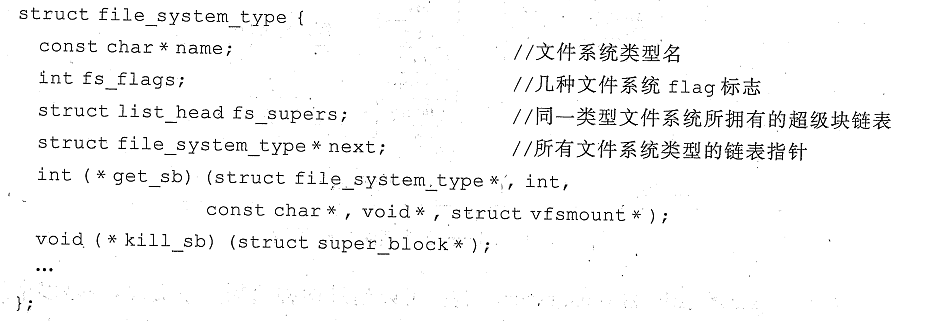 struct file_system_type {
const char * name; //文件系统类型名
int fs_flags; //几种文件系统 flag 标志
struct list_head fs_supers; //同一类型文件系统所拥有的超级块链表
struct file_system_type * next; //所有文件系统类型的链表指针
int (* get_sb) (struct file_system_type *, int,
const char *, void *, struct vfsmount *);
void (* kill_sb) (struct super_block *);
…
};